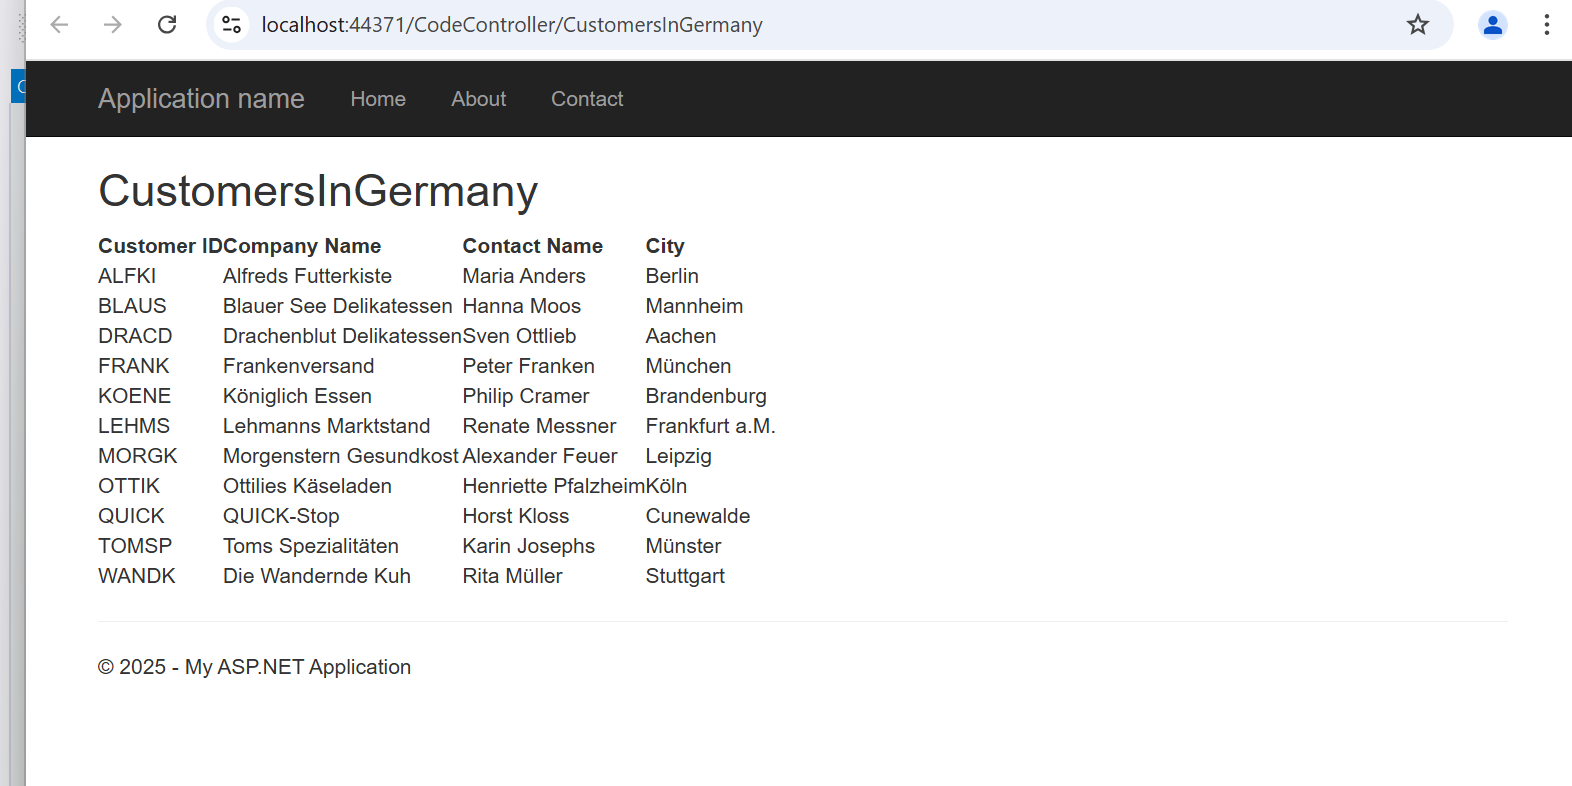 localhost:44371/CodeController/CustomersInGermany
Application name Home About Contact
CustomersInGermany
Customer ID Company Name Contact Name City
ALFKI Alfreds Futterkiste Maria Anders Berlin
BLAUS Blauer See Delikatessen Hanna Moos Mannheim
DRACD Drachenblut Delikatessen Sven Ottlieb Aachen
FRANK Frankenversand Peter Franken München
KOENE Königlich Essen Philip Cramer Brandenburg
LEHMS Lehmanns Marktstand Renate Messner Frankfurt a.M.
MORGK Morgenstern Gesundkost Alexander Feuer Leipzig
OTTIK Ottilies Käseladen Henriette Pfalzheim Köln
QUICK QUICK-Stop Horst Kloss Cunewalde
TOMSP Toms Spezialitäten Karin Josephs Münster
WANDK Die Wandernde Kuh Rita Müller Stuttgart
© 2025 - My ASP.NET Application